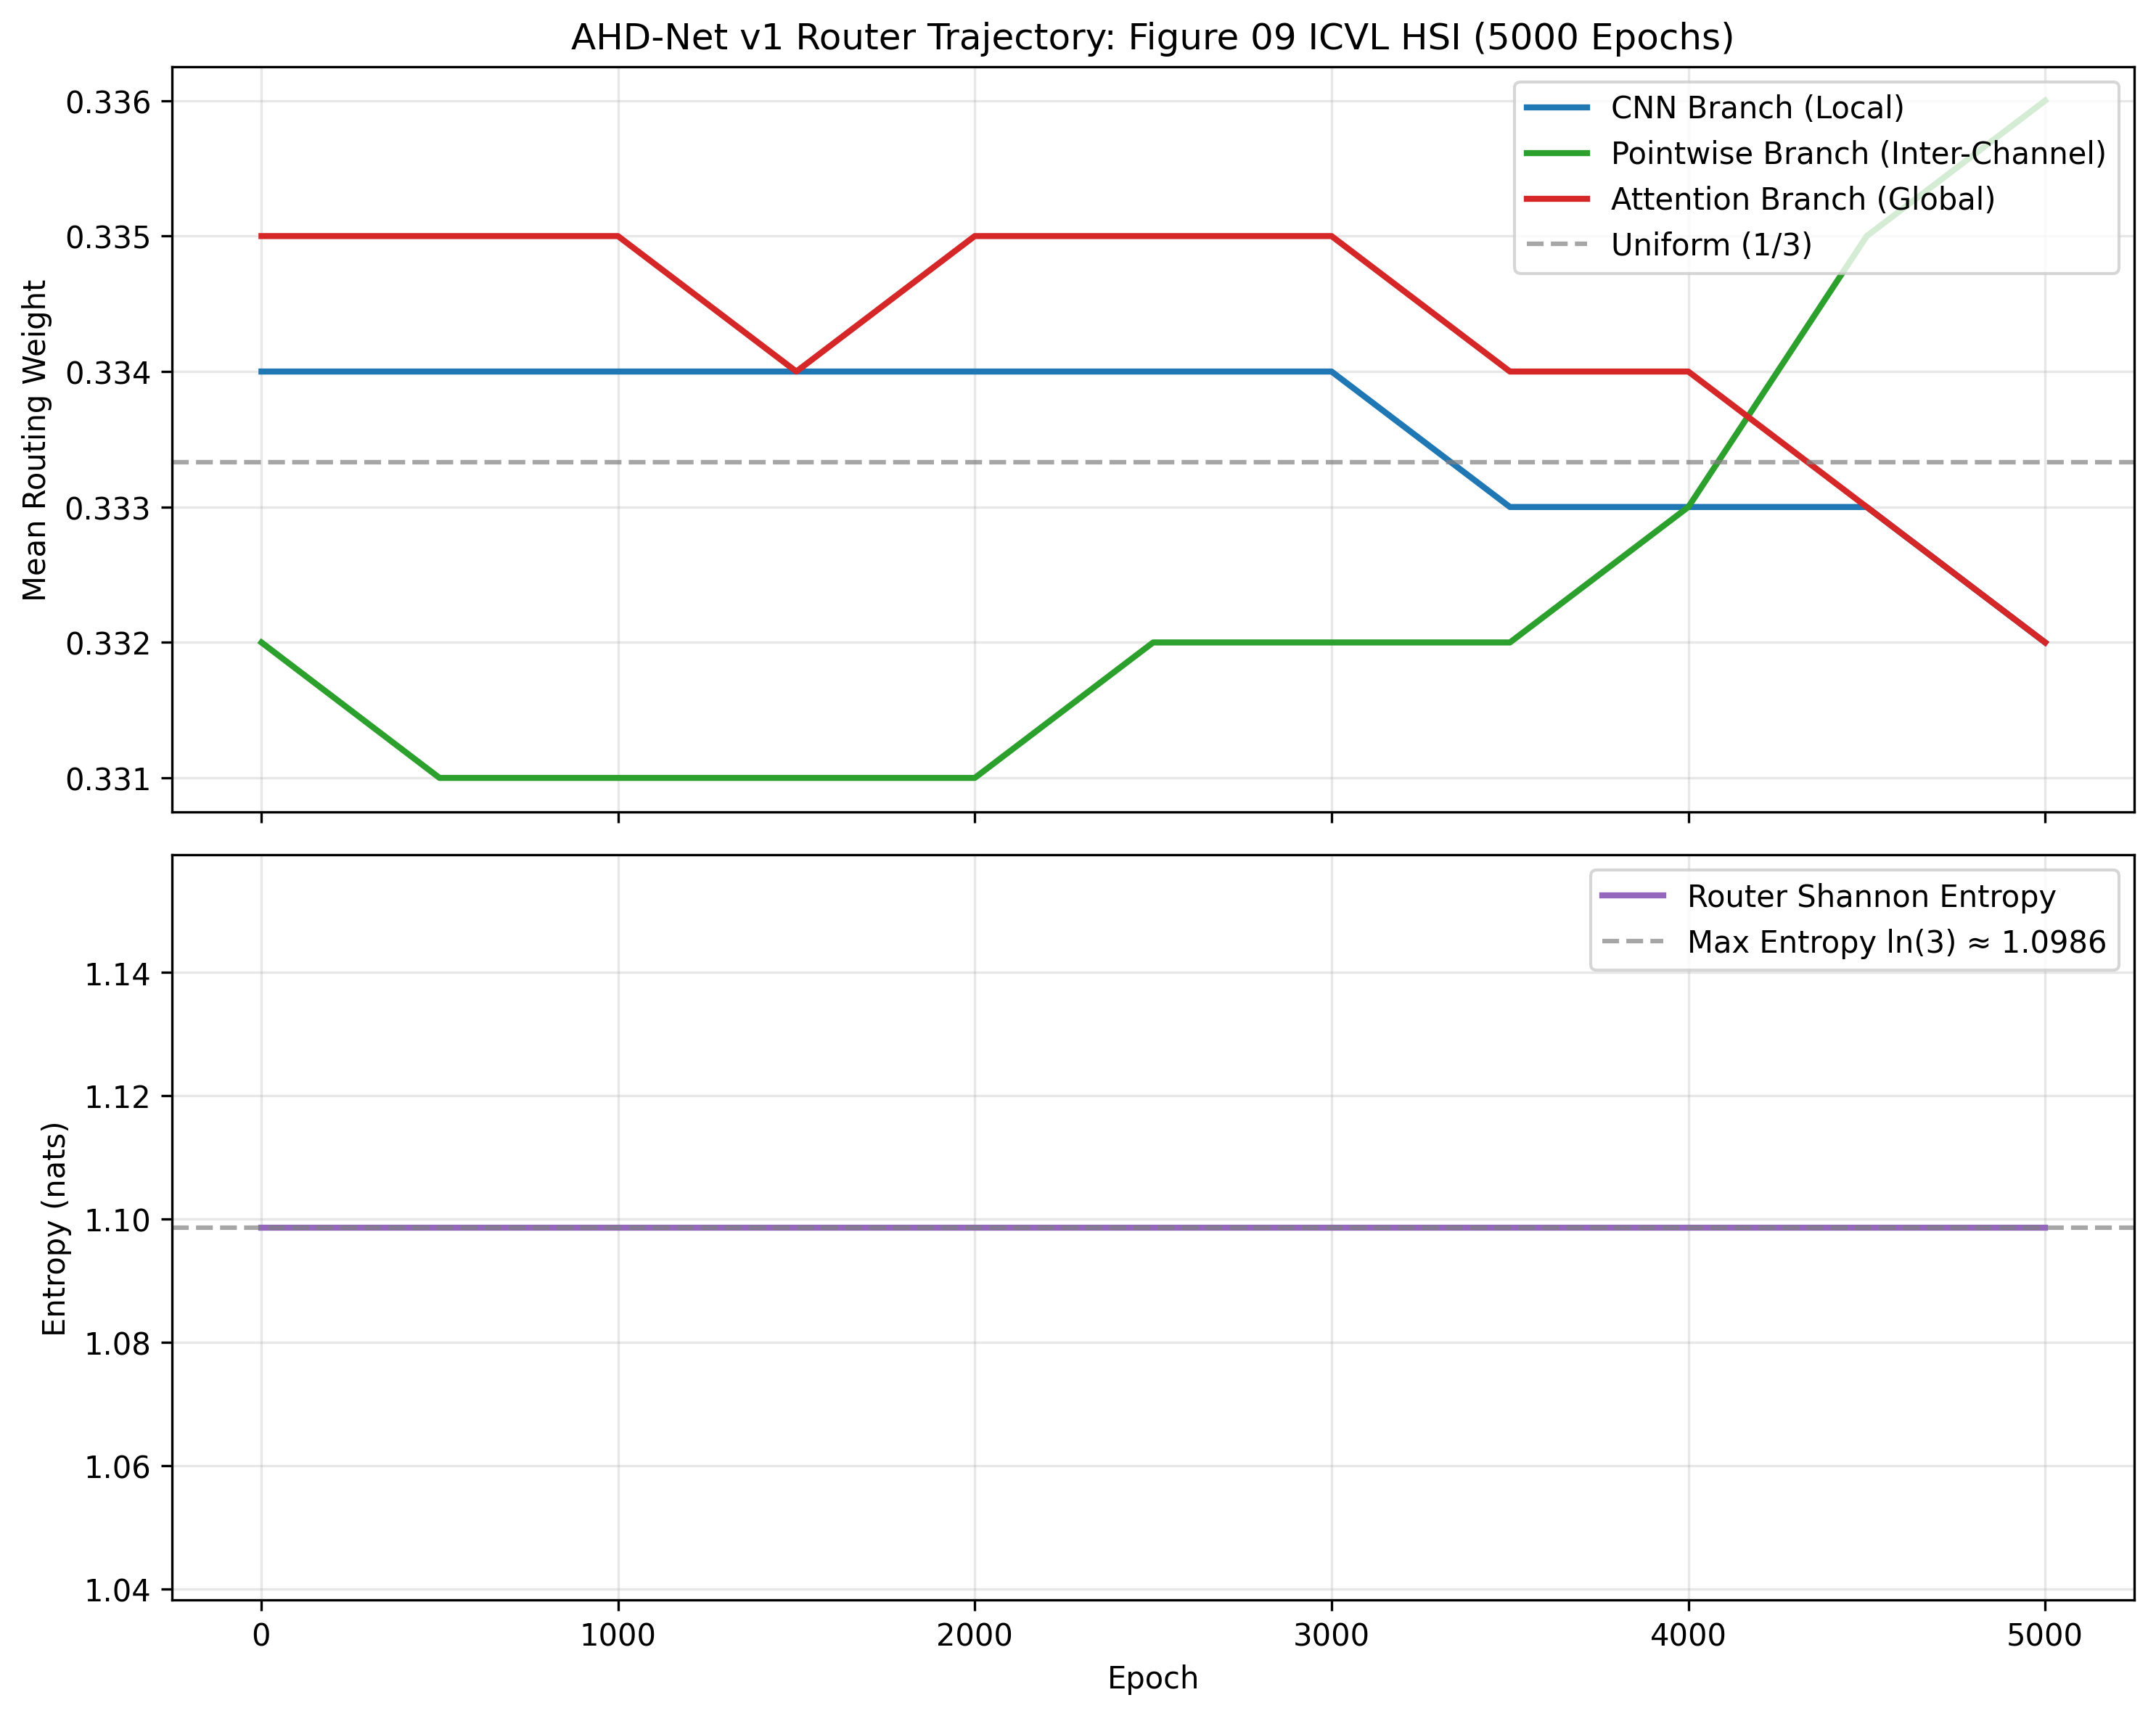 AHD-Net v1 Router Trajectory: Figure 09 ICVL HSI (5000 Epochs)
Mean Routing Weight
0.336
0.335
0.334
0.333
0.332
0.331
CNN Branch (Local)
Pointwise Branch (Inter-Channel)
Attention Branch (Global)
Uniform (1/3)
Entropy (nats)
1.14
1.12
1.10
1.08
1.06
1.04
Router Shannon Entropy
Max Entropy ln(3) ≈ 1.0986
0 1000 2000 3000 4000 5000
Epoch